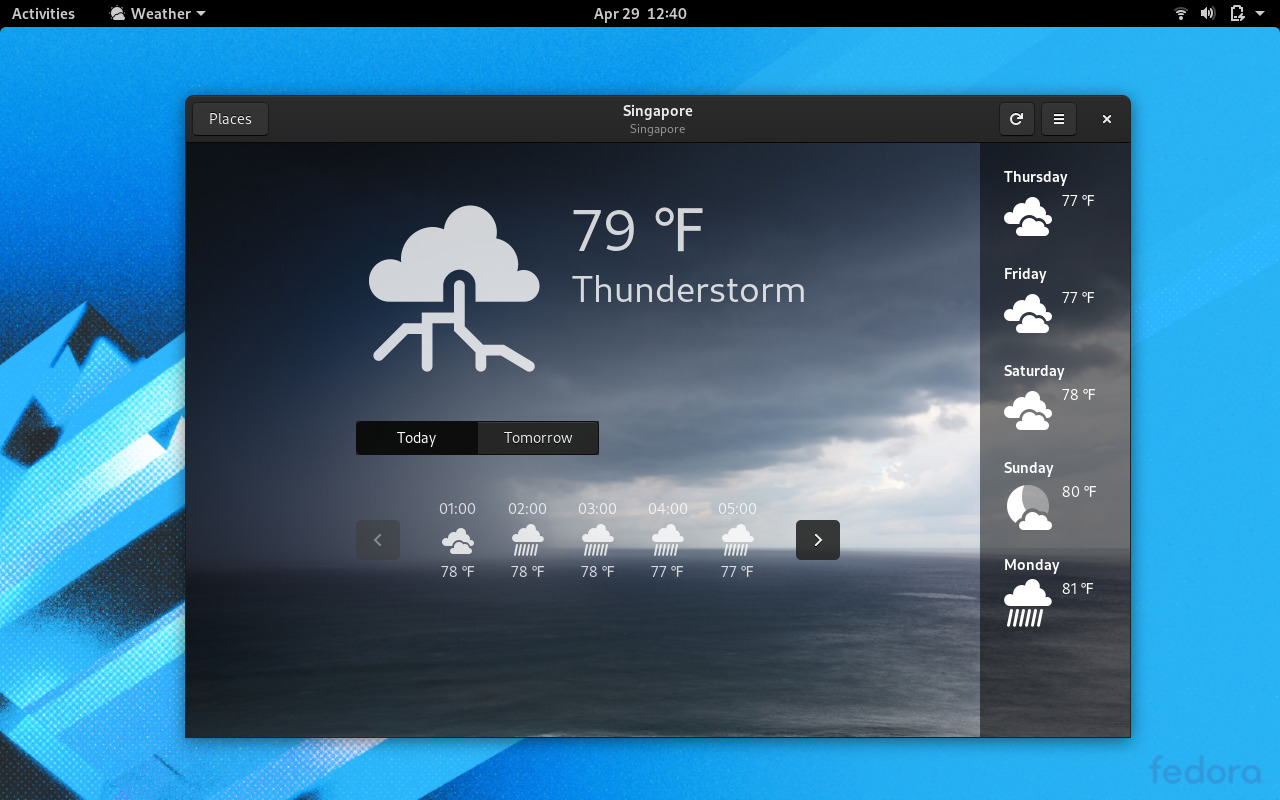 Activities Weather Apr 29 12:40
Places Singapore
Singapore
79 °F
Thunderstorm
Today Tomorrow
01:00 02:00 03:00 04:00 05:00
78 °F 78 °F 78 °F 77 °F 77 °F
Thursday
77 °F
Friday
77 °F
Saturday
78 °F
Sunday
80 °F
Monday
81 °F
fedora